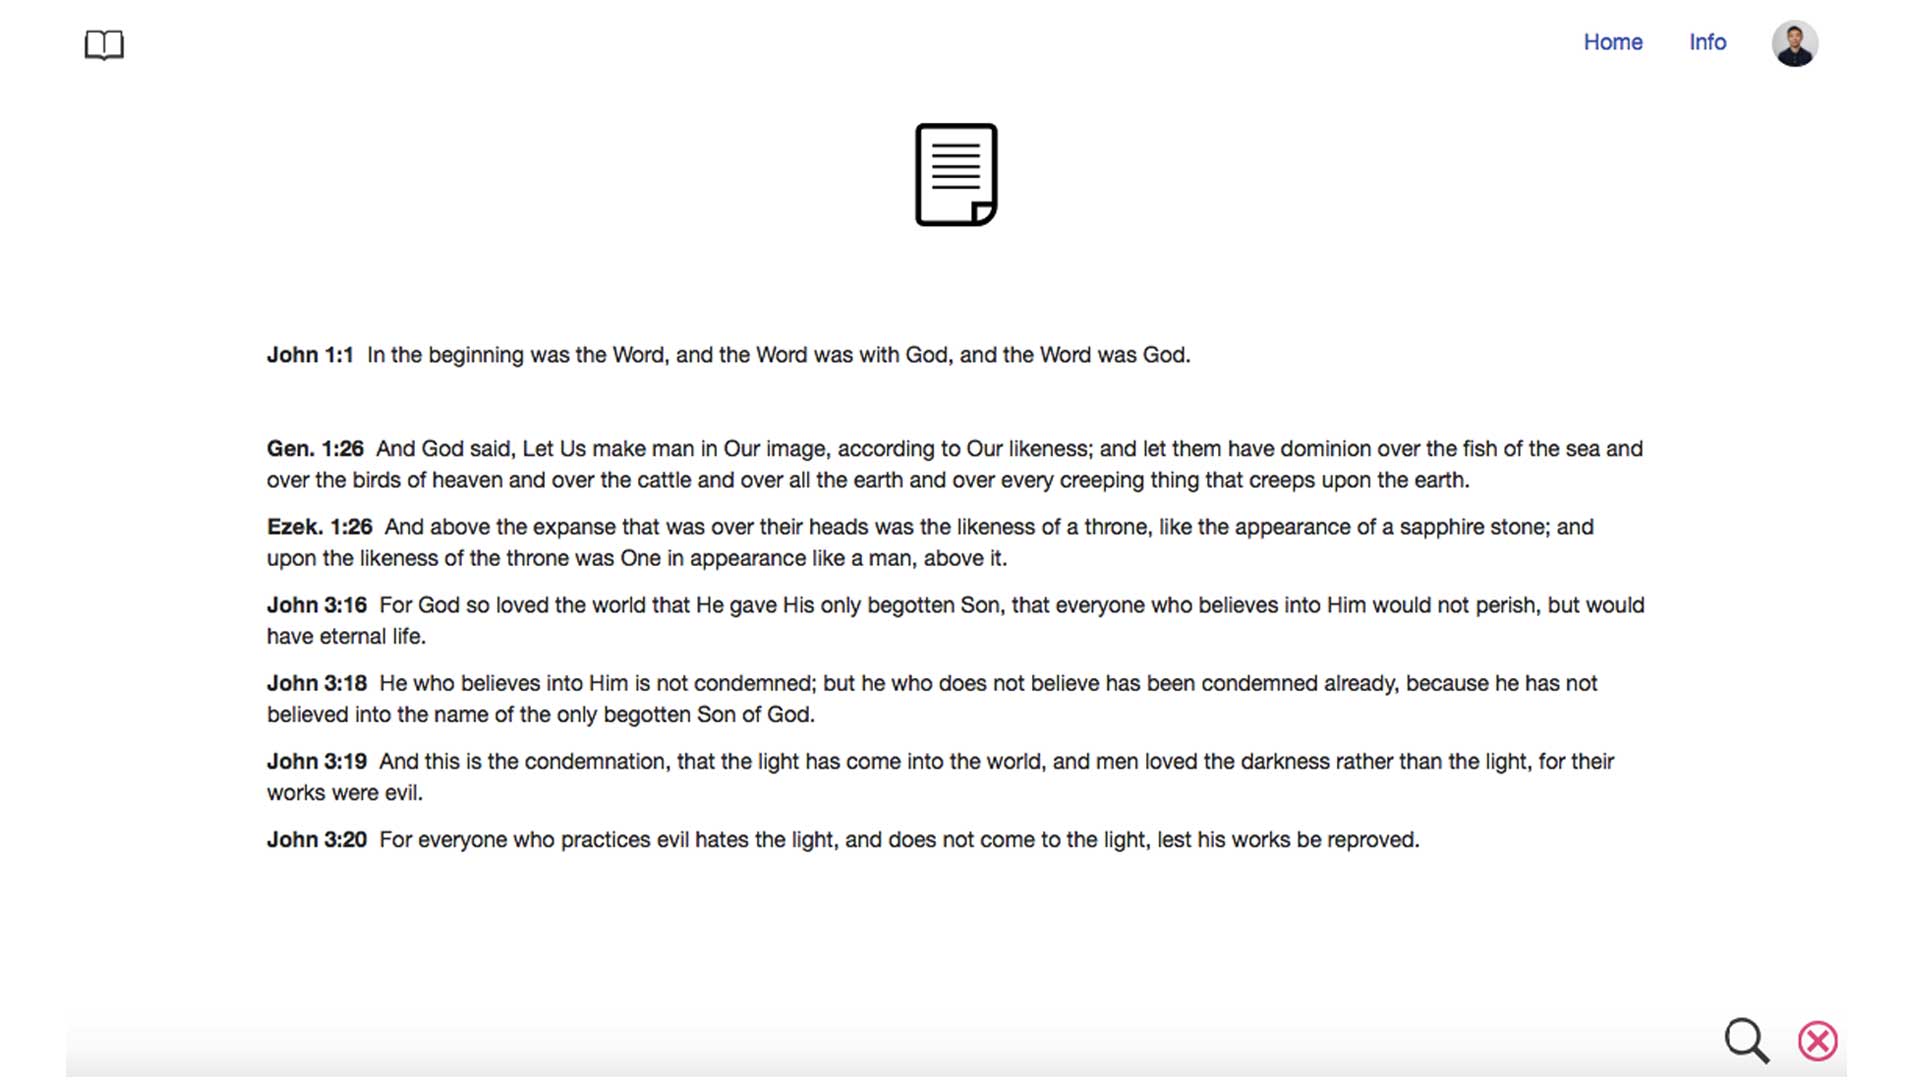 Home Info
John 1:1 In the beginning was the Word, and the Word was with God, and the Word was God.
Gen. 1:26 And God said, Let Us make man in Our image, according to Our likeness; and let them have dominion over the fish of the sea and
over the birds of heaven and over the cattle and over all the earth and over every creeping thing that creeps upon the earth.
Ezek. 1:26 And above the expanse that was over their heads was the likeness of a throne, like the appearance of a sapphire stone; and
upon the likeness of the throne was One in appearance like a man, above it.
John 3:16 For God so loved the world that He gave His only begotten Son, that everyone who believes into Him would not perish, but would
have eternal life.
John 3:18 He who believes into Him is not condemned; but he who does not believe has been condemned already, because he has not
believed into the name of the only begotten Son of God.
John 3:19 And this is the condemnation, that the light has come into the world, and men loved the darkness rather than the light, for their
works were evil.
John 3:20 For everyone who practices evil hates the light, and does not come to the light, lest his works be reproved.